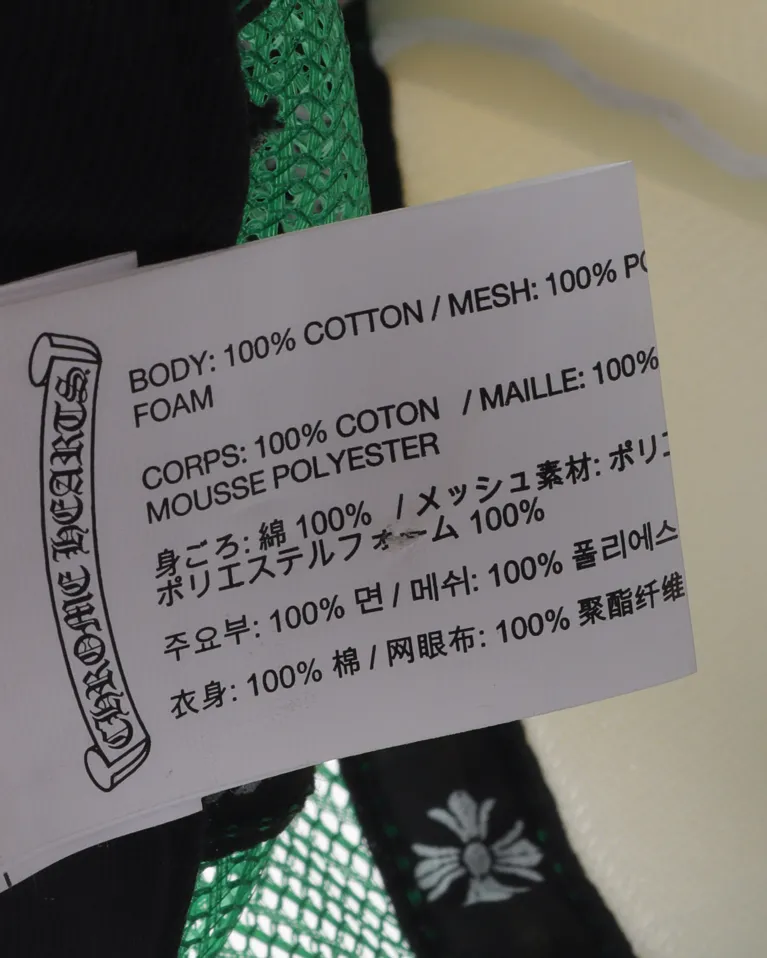 CHROME HEARTS
BODY: 100% COTTON / MESH: 100%
FOAM
CORPS: 100% COTON / MAILLE: 100%
MOUSSE POLYESTER
身ごろ: 綿 100% / メッシュ素材: ポリエ
ポリエステルフォーム 100%
주요부: 100% 면 / 메쉬: 100% 폴리에스
衣身: 100% 棉 / 网眼布: 100% 聚酯纤维